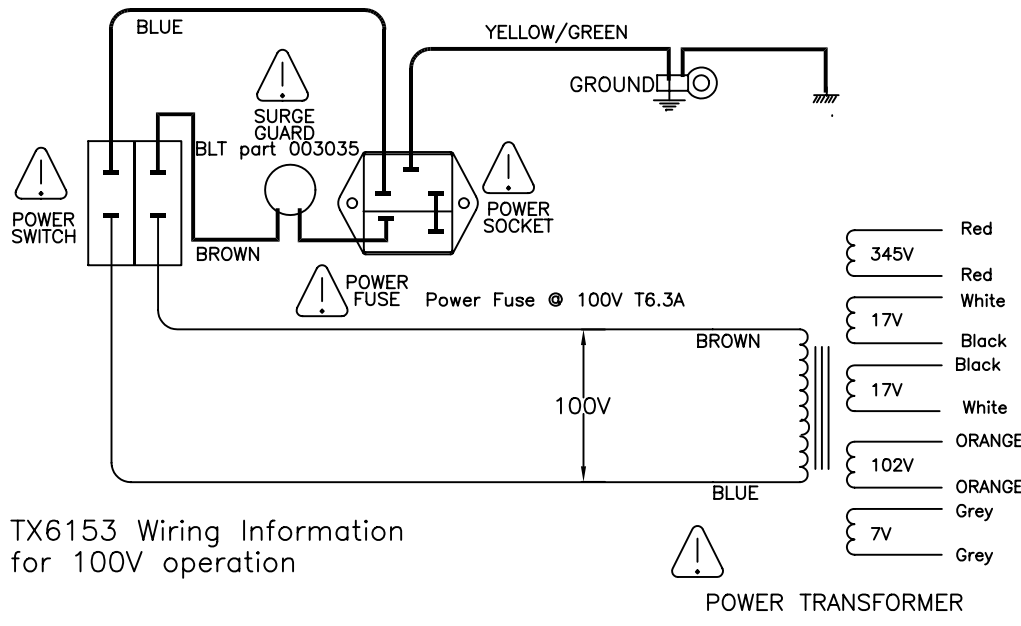 BLUE
YELLOW/GREEN
GROUND
SURGE
GUARD
BLT part 003035
POWER
SWITCH
POWER
SOCKET
BROWN
POWER
FUSE
Power Fuse @ 100V T6.3A
Red
345V
Red
White
17V
Black
Black
17V
White
ORANGE
102V
ORANGE
Grey
7V
Grey
BROWN
100V
BLUE
TX6153 Wiring Information
for 100V operation
POWER TRANSFORMER